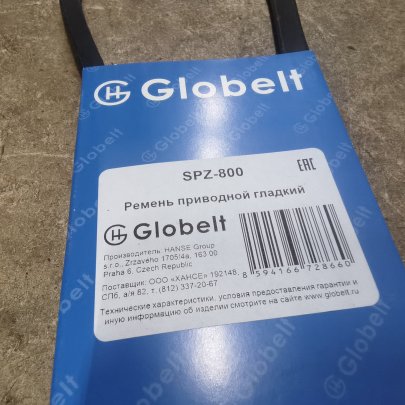 Globelt
SPZ-800
EAC
Ремень приводной гладкий
Globelt
Производитель: HANSE Group
s.r.o., Zrzavého 1705/4a, 163 00
Praha 6, Czech Republic
Поставщик: ООО «ХАНСЕ» 192148,
СПб, а/я 62, т. (812) 337-20-67
8 594166 728660
Технические характеристики, условия предоставления гарантии и
иную информацию об изделии смотрите на сайте www.globelt.ru